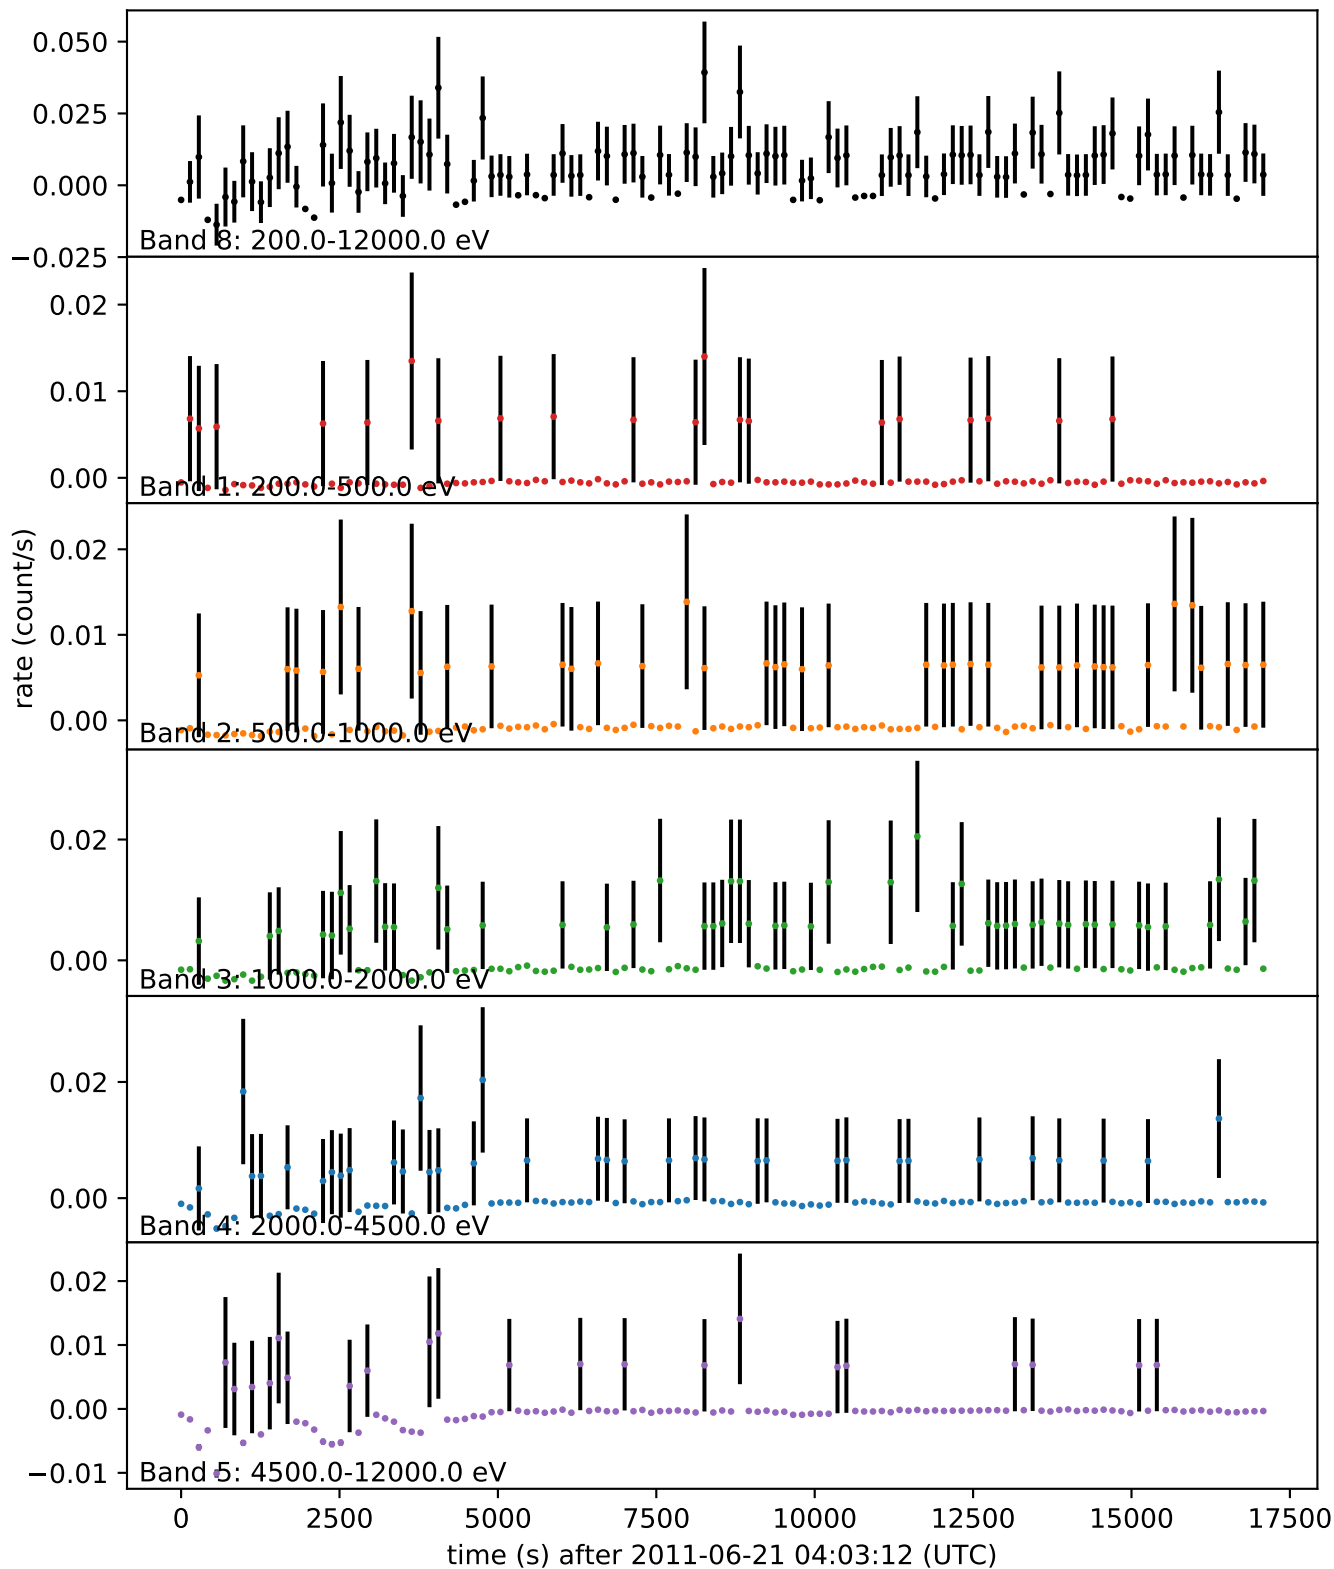 0.050
0.025
0.000
−0.025
Band 8: 200.0-12000.0 eV
0.02
0.01
0.00
Band 1: 200.0-500.0 eV
rate (count/s)
0.02
0.01
0.00
Band 2: 500.0-1000.0 eV
0.02
0.00
Band 3: 1000.0-2000.0 eV
0.02
0.00
Band 4: 2000.0-4500.0 eV
0.02
0.01
0.00
−0.01
Band 5: 4500.0-12000.0 eV
0 2500 5000 7500 10000 12500 15000 17500
time (s) after 2011-06-21 04:03:12 (UTC)